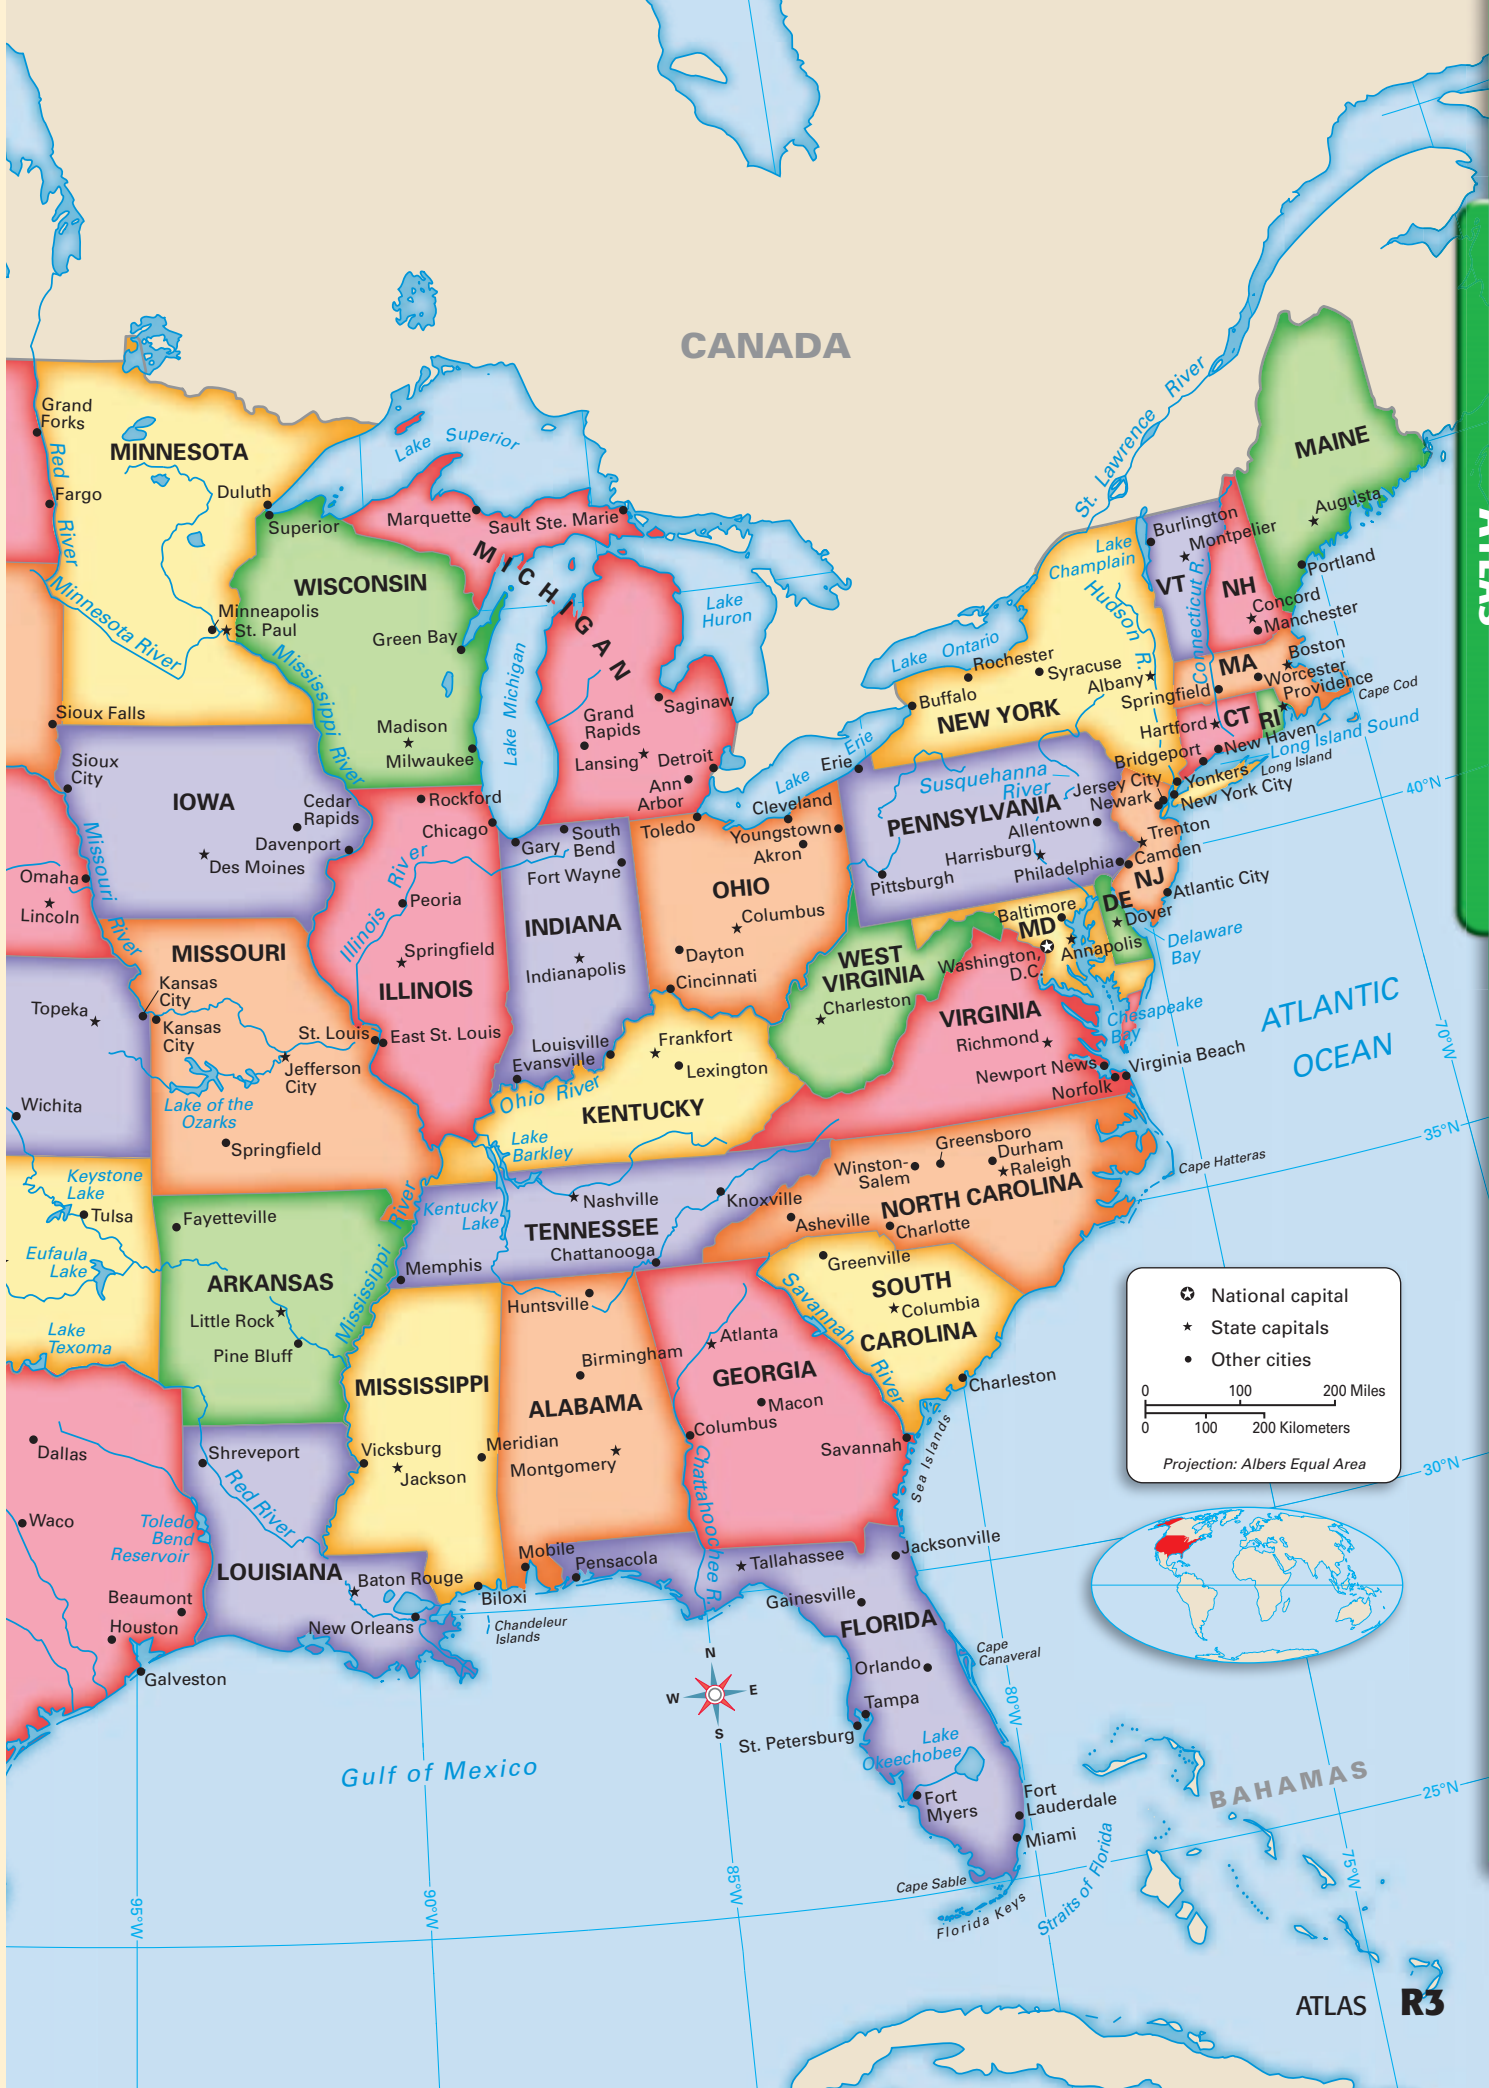 CANADA
Grand
Forks
MINNESOTA
Red
River
Fargo
Duluth
Superior
Lake Superior
Marquette
Sault Ste. Marie
MICHIGAN
WISCONSIN
Minnesota River
Minneapolis
St. Paul
Green Bay
Mississippi River
Lake Michigan
Lake
Huron
Madison
Milwaukee
Grand
Rapids
Saginaw
Lansing
Detroit
Ann
Arbor
Sioux Falls
Sioux
City
IOWA
Cedar
Rapids
Davenport
Des Moines
Missouri
River
Omaha
Lincoln
Rockford
Chicago
Illinois
River
Peoria
Springfield
ILLINOIS
East St. Louis
Gary
South
Bend
Fort Wayne
INDIANA
Indianapolis
Evansville
Toledo
Cleveland
Youngstown
Akron
OHIO
Columbus
Dayton
Cincinnati
Lake Erie
Erie
St. Lawrence River
MAINE
Augusta
Portland
Burlington
Montpelier
VT
NH
Concord
Manchester
Lake
Champlain
Hudson R.
Connecticut R.
Lake Ontario
Rochester
Syracuse
Albany
Buffalo
NEW YORK
MA
Boston
Worcester
Springfield
Providence
Cape Cod
Hartford
CT
RI
New Haven
Bridgeport
Long Island Sound
Long Island
Yonkers
New York City
Jersey City
Newark
Susquehanna
River
PENNSYLVANIA
Allentown
Harrisburg
Philadelphia
Pittsburgh
Trenton
Camden
NJ
Atlantic City
DE
Dover
Delaware
Bay
Baltimore
MD
Annapolis
Washington,
D.C.
Chesapeake
Bay
40°N
ATLANTIC
OCEAN
70°W
WEST
VIRGINIA
Charleston
VIRGINIA
Richmond
Newport News
Norfolk
Virginia Beach
MISSOURI
Kansas
City
Kansas
City
Topeka
St. Louis
Jefferson
City
Lake of the
Ozarks
Springfield
Wichita
Louisville
Frankfort
Lexington
Ohio River
KENTUCKY
Lake
Barkley
Kentucky
Lake
Nashville
Knoxville
TENNESSEE
Chattanooga
Memphis
Greensboro
Durham
Winston-
Salem
Raleigh
NORTH CAROLINA
Asheville
Charlotte
Cape Hatteras
35°N
Keystone
Lake
Tulsa
Eufaula
Lake
Lake
Texoma
Fayetteville
ARKANSAS
Little Rock
Pine Bluff
Mississippi
River
Huntsville
Birmingham
ALABAMA
Montgomery
MISSISSIPPI
Vicksburg
Jackson
Meridian
Greenville
SOUTH
CAROLINA
Columbia
Charleston
Savannah
River
Atlanta
GEORGIA
Macon
Columbus
Savannah
Sea Islands
Chattahoochee R.
Dallas
Waco
Shreveport
Red River
Toledo
Bend
Reservoir
LOUISIANA
Baton Rouge
New Orleans
Beaumont
Houston
Galveston
Mobile
Biloxi
Chandeleur
Islands
Pensacola
Tallahassee
Jacksonville
Gainesville
FLORIDA
Cape
Canaveral
Orlando
Tampa
St. Petersburg
Lake
Okeechobee
Fort
Myers
Fort
Lauderdale
Miami
Cape Sable
Florida Keys
Straits of Florida
BAHAMAS
Gulf of Mexico
N
W
E
S
National capital
State capitals
Other cities
0 100 200 Miles
0 100 200 Kilometers
Projection: Albers Equal Area
30°N
25°N
95°W
90°W
85°W
80°W
75°W
ATLAS
ATLAS R3